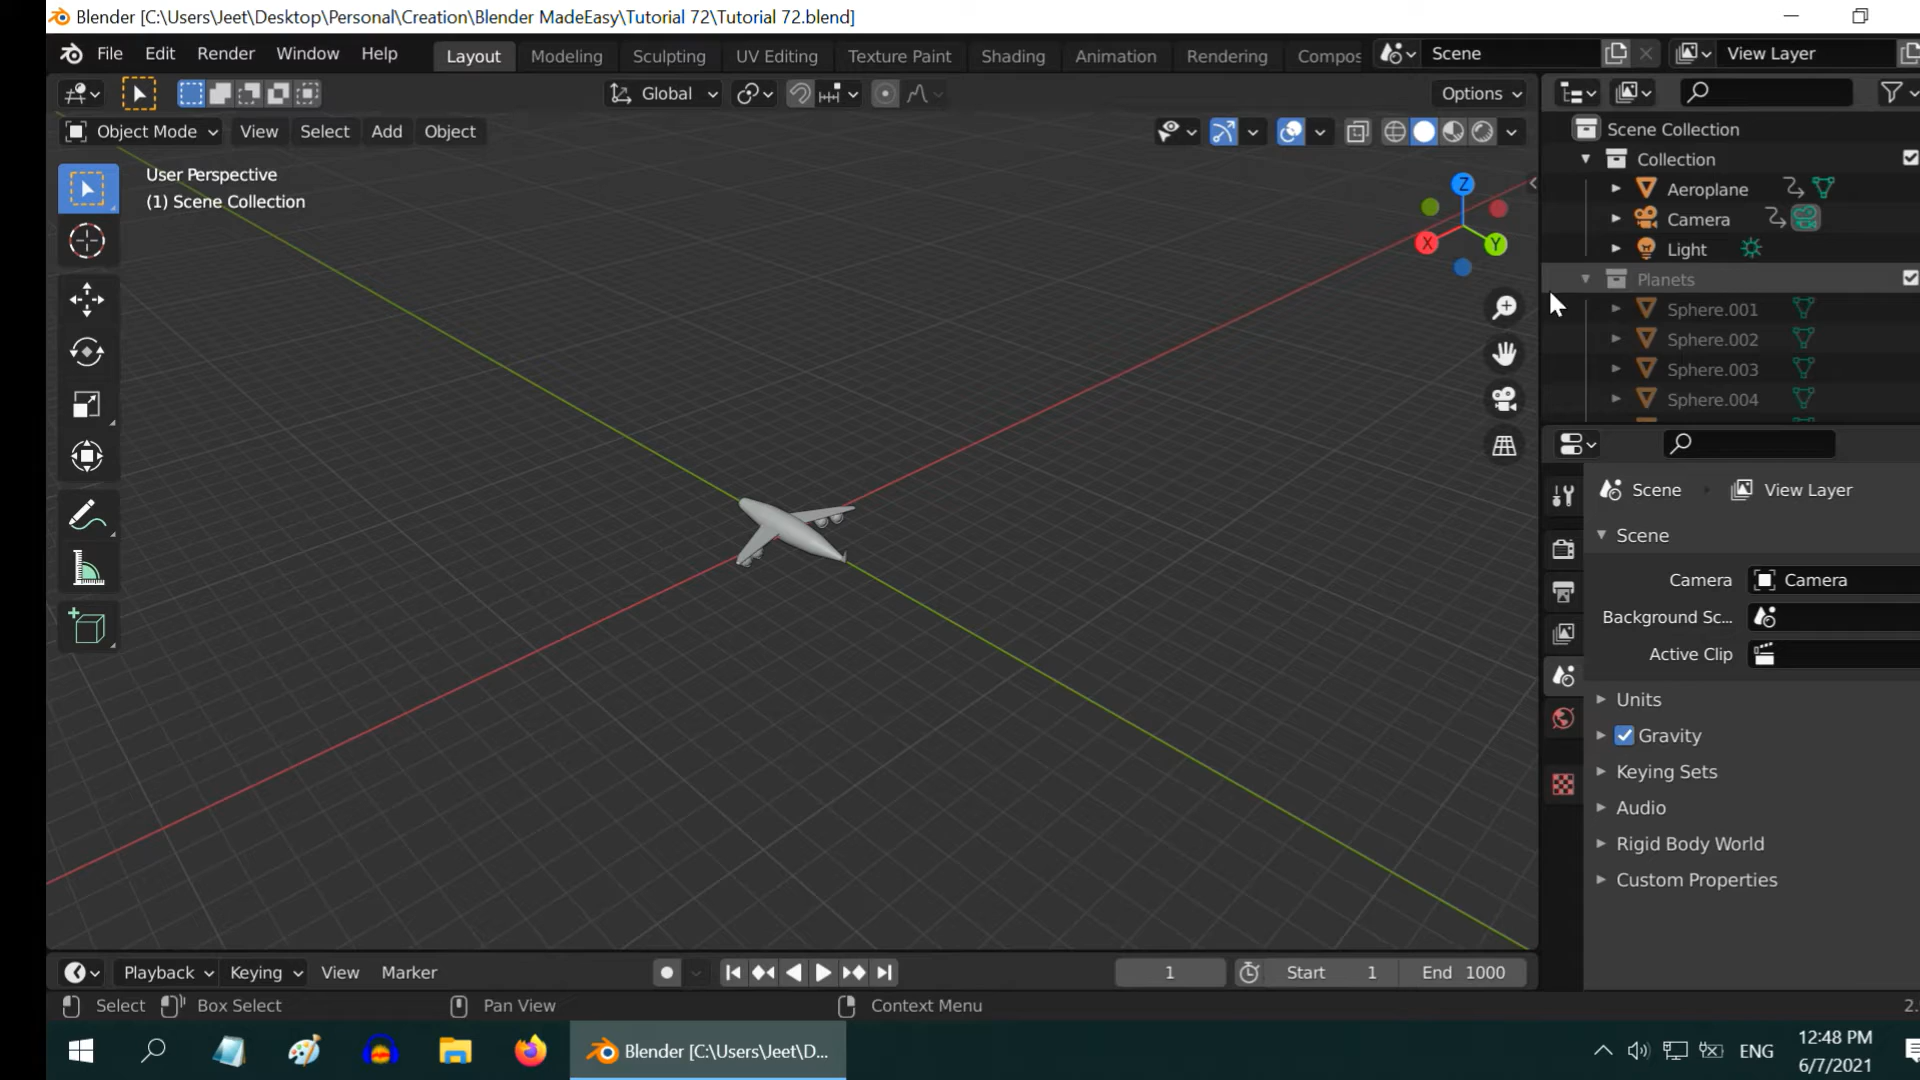 Blender [C:\Users\Jeet\Desktop\Personal\Creation\Blender MadeEasy\Tutorial 72\Tutorial 72.blend]
File Edit Render Window Help Layout Modeling Sculpting UV Editing Texture Paint Shading Animation Rendering Compos Scene View Layer
Global Options
Object Mode View Select Add Object
User Perspective
(1) Scene Collection
Z
X
Y
Scene Collection
Collection
Aeroplane
Camera
Light
Planets
Sphere.001
Sphere.002
Sphere.003
Sphere.004
Scene View Layer
Scene
Camera Camera
Background Sc...
Active Clip
Units
Gravity
Keying Sets
Audio
Rigid Body World
Custom Properties
Playback Keying View Marker 1 Start 1 End 1000
Select Box Select Pan View Context Menu 2.
Blender [C:\Users\Jeet\D... ENG 12:48 PM
6/7/2021